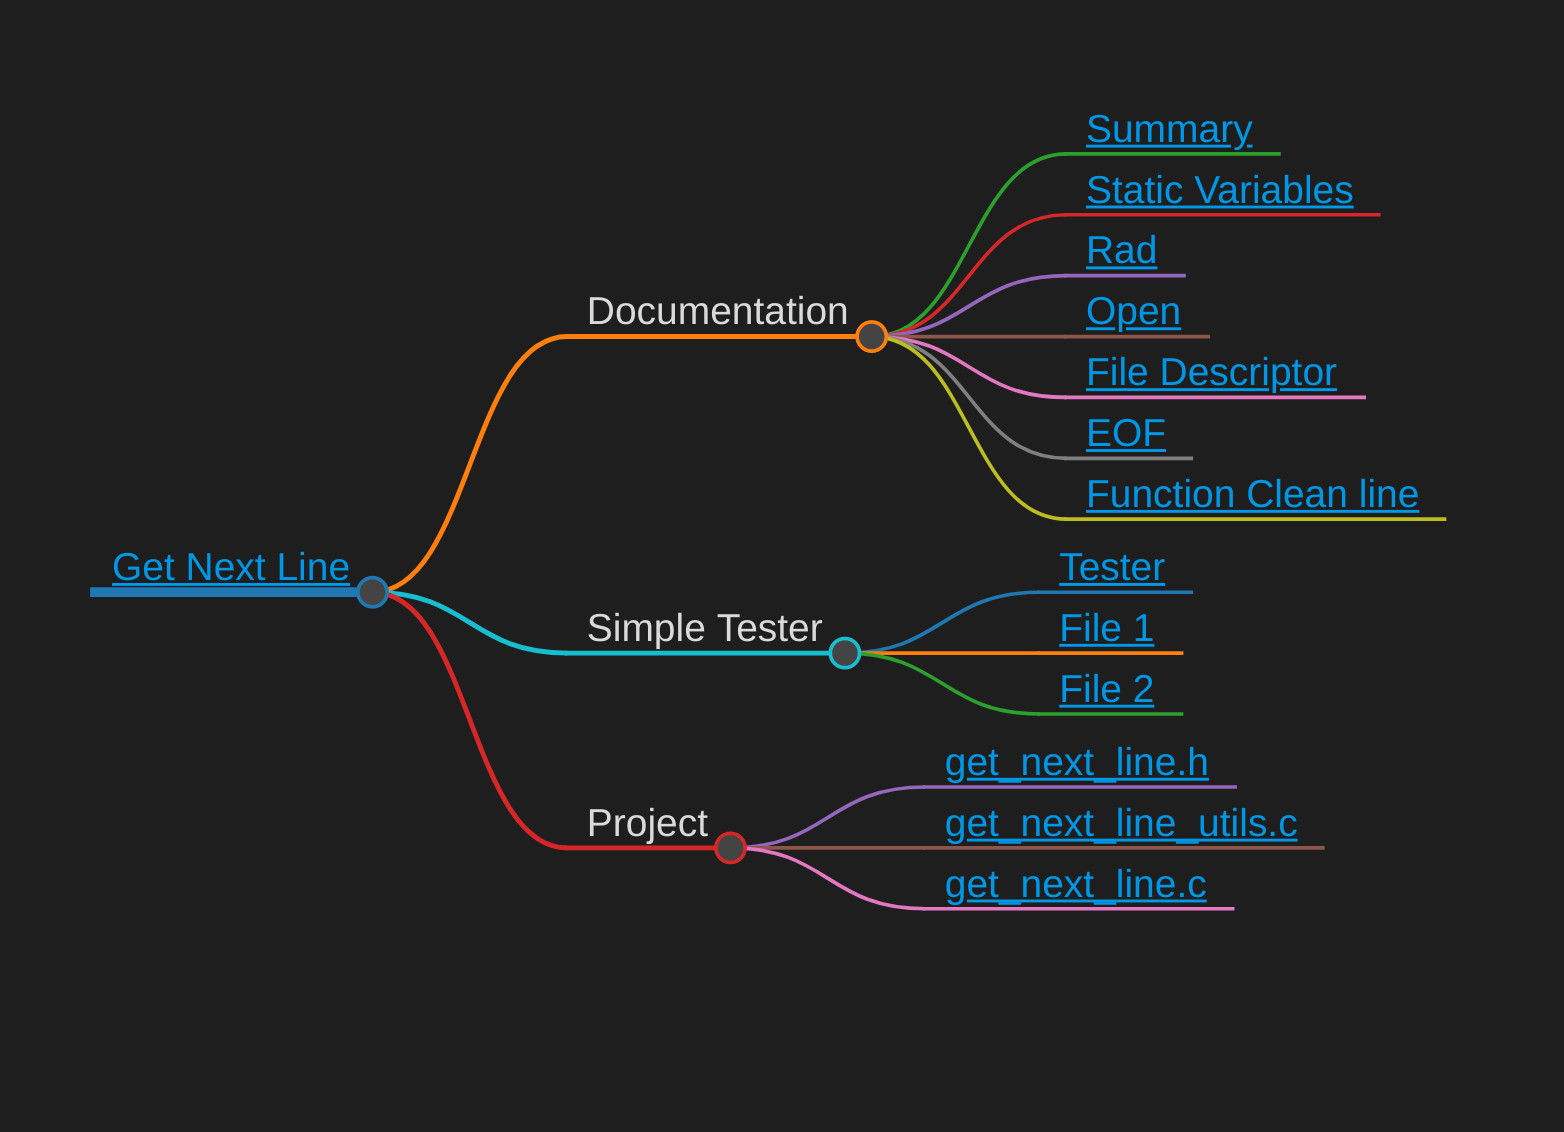 Get Next Line
Documentation
Summary
Static Variables
Rad
Open
File Descriptor
EOF
Function Clean line
Simple Tester
Tester
File 1
File 2
Project
get_next_line.h
get_next_line_utils.c
get_next_line.c